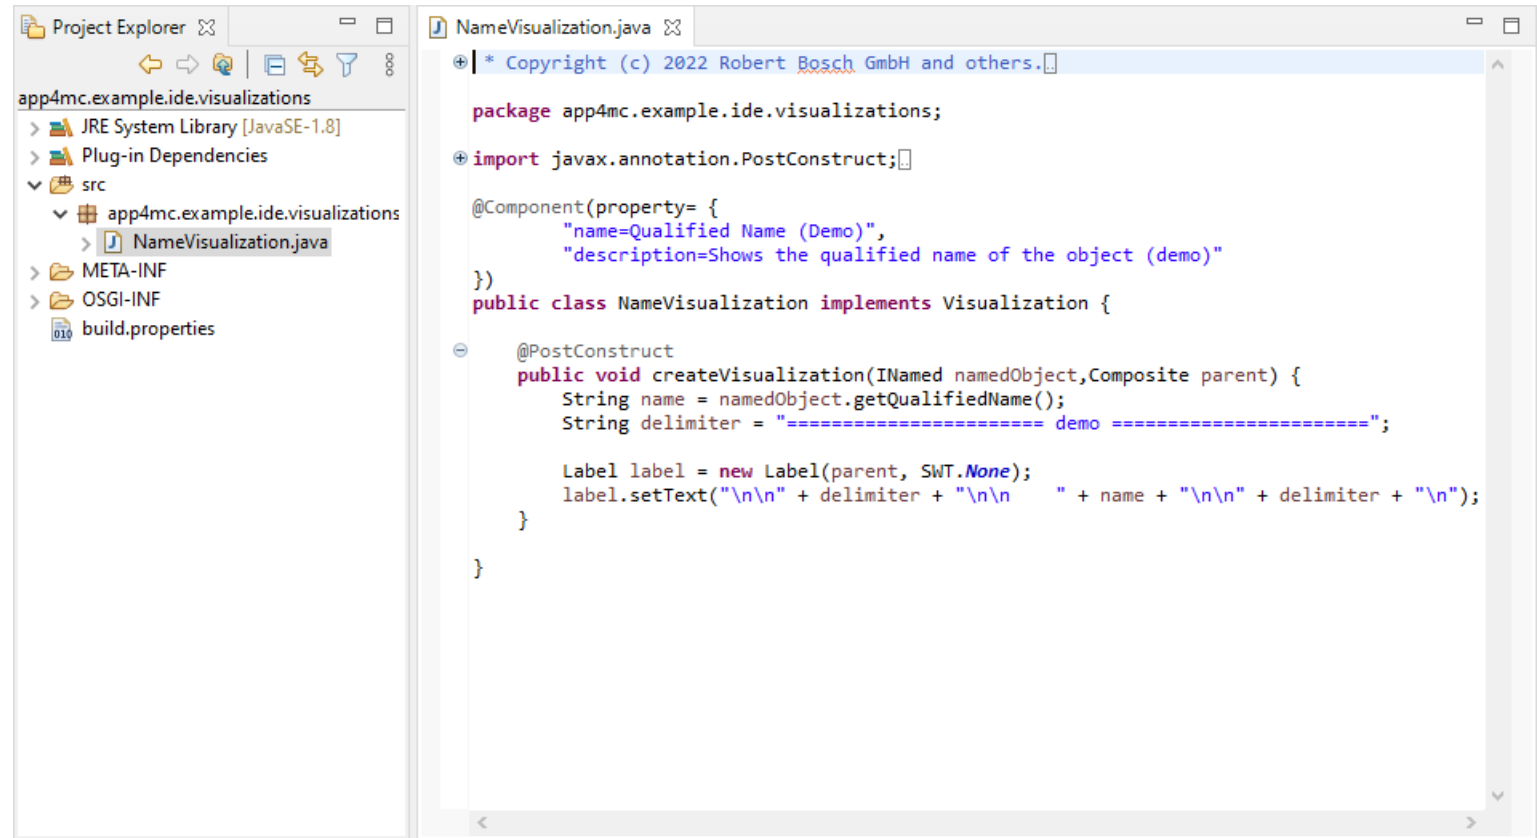 Project Explorer
app4mc.example.ide.visualizations
JRE System Library [JavaSE-1.8]
Plug-in Dependencies
src
app4mc.example.ide.visualizations
NameVisualization.java
META-INF
OSGI-INF
build.properties
NameVisualization.java
* Copyright (c) 2022 Robert Bosch GmbH and others.
package app4mc.example.ide.visualizations;
import javax.annotation.PostConstruct;
@Component(property= {
"name=Qualified Name (Demo)",
"description=Shows the qualified name of the object (demo)"
})
public class NameVisualization implements Visualization {
@PostConstruct
public void createVisualization(INamed namedObject,Composite parent) {
String name = namedObject.getQualifiedName();
String delimiter = "======================= demo =======================";
Label label = new Label(parent, SWT.None);
label.setText("\n\n" + delimiter + "\n\n    " + name + "\n\n" + delimiter + "\n");
}
}